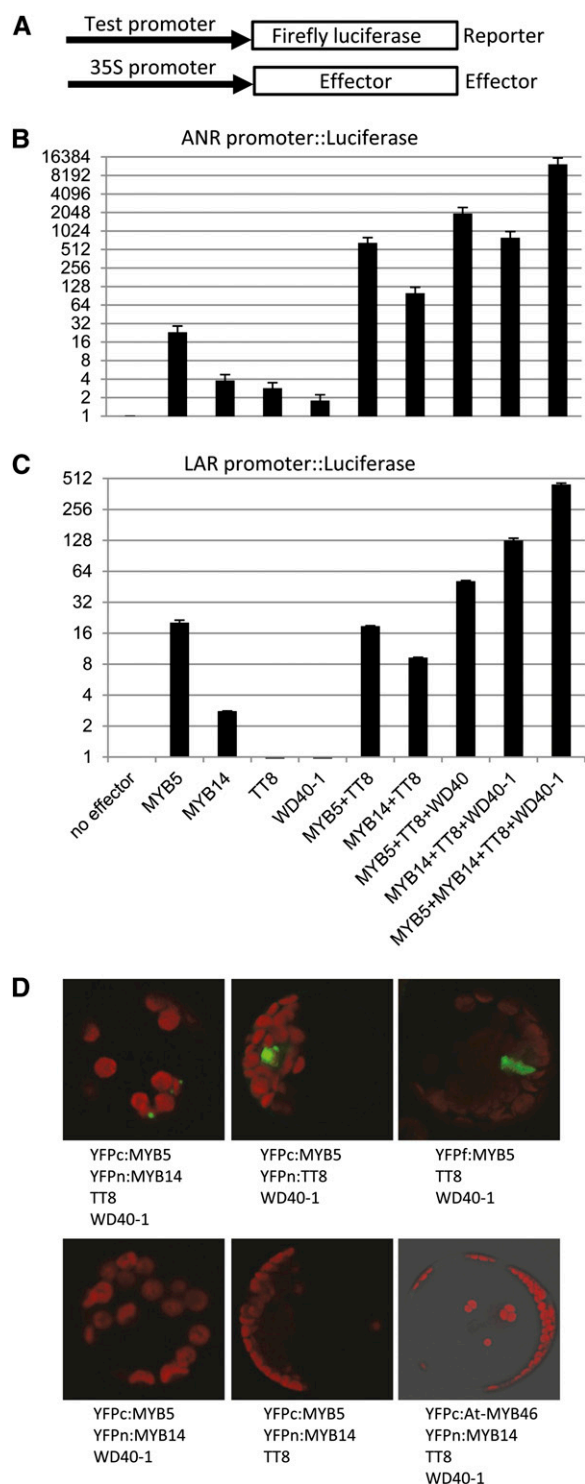 A
Test promoter
Firefly luciferase
Reporter
35S promoter
Effector
Effector
B
ANR promoter::Luciferase
16384
8192
4096
2048
1024
512
256
128
64
32
16
8
4
2
1
C
LAR promoter::Luciferase
512
256
128
64
32
16
8
4
2
1
no effector
MYB5
MYB14
TT8
WD40-1
MYB5+TT8
MYB14+TT8
MYB5+TT8+WD40
MYB14+TT8+WD40-1
MYB5+MYB14+TT8+WD40-1
D
YFPc:MYB5
YFPn:MYB14
TT8
WD40-1
YFPc:MYB5
YFPn:TT8
WD40-1
YFPf:MYB5
TT8
WD40-1
YFPc:MYB5
YFPn:MYB14
WD40-1
YFPc:MYB5
YFPn:MYB14
TT8
YFPc:At-MYB46
YFPn:MYB14
TT8
WD40-1